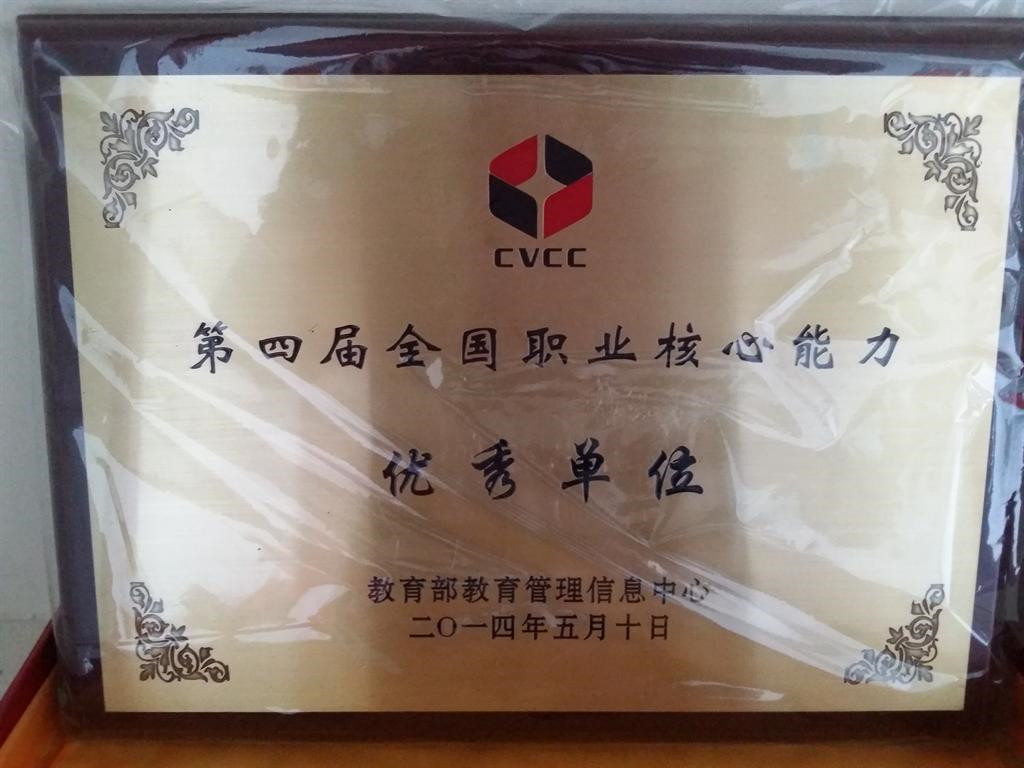 CVCC
第四届全国职业核心能力
优秀单位
教育部教育管理信息中心
二〇一四年五月十日